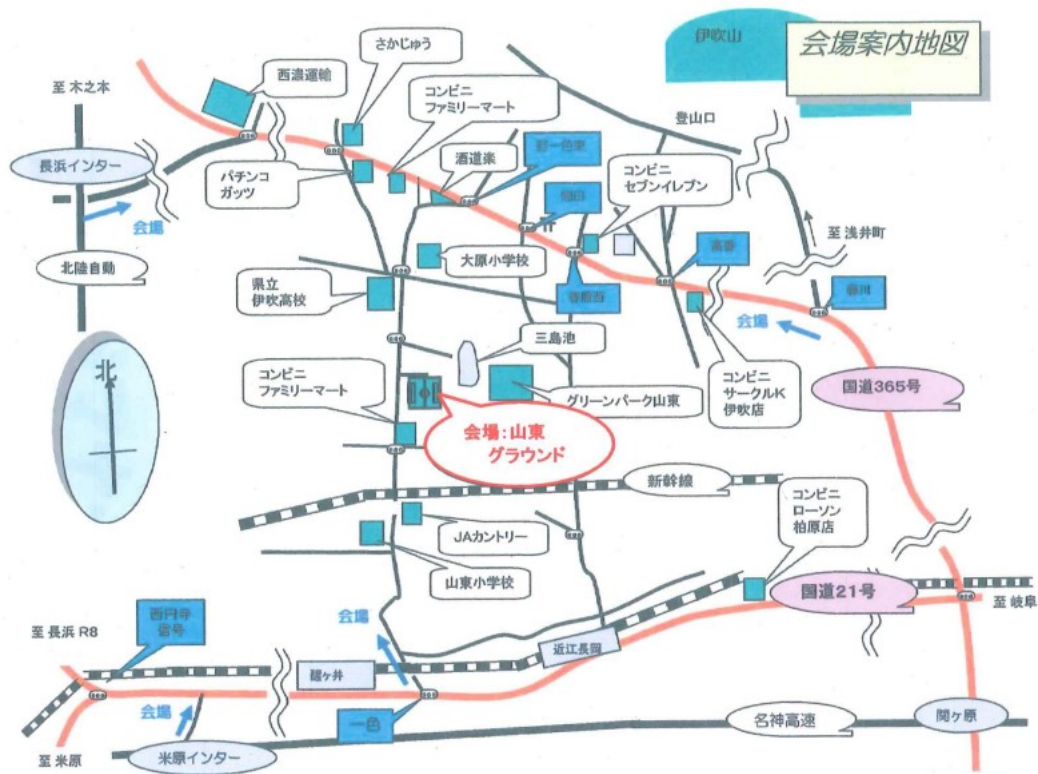 伊吹山
会場案内地図
さかじゅう
西濃運輸
コンビニ
ファミリーマート
至 木之本
登山口
長浜インター
パチンコ
ガッツ
酒道楽
野一色東
コンビニ
セブンイレブン
会場
至 浅井町
北陸自動
大原小学校
高番
県立
伊吹高校
春照西
藤川
会場
三島池
北
コンビニ
ファミリーマート
グリーンパーク山東
コンビニ
サークルK
伊吹店
国道365号
会場:山東
グラウンド
新幹線
コンビニ
ローソン
柏原店
JAカントリー
山東小学校
国道21号
至 岐阜
西円寺
信号
至 長浜 R8
会場
近江長岡
醒ヶ井
会場
一色
名神高速
関ヶ原
至 米原
米原インター